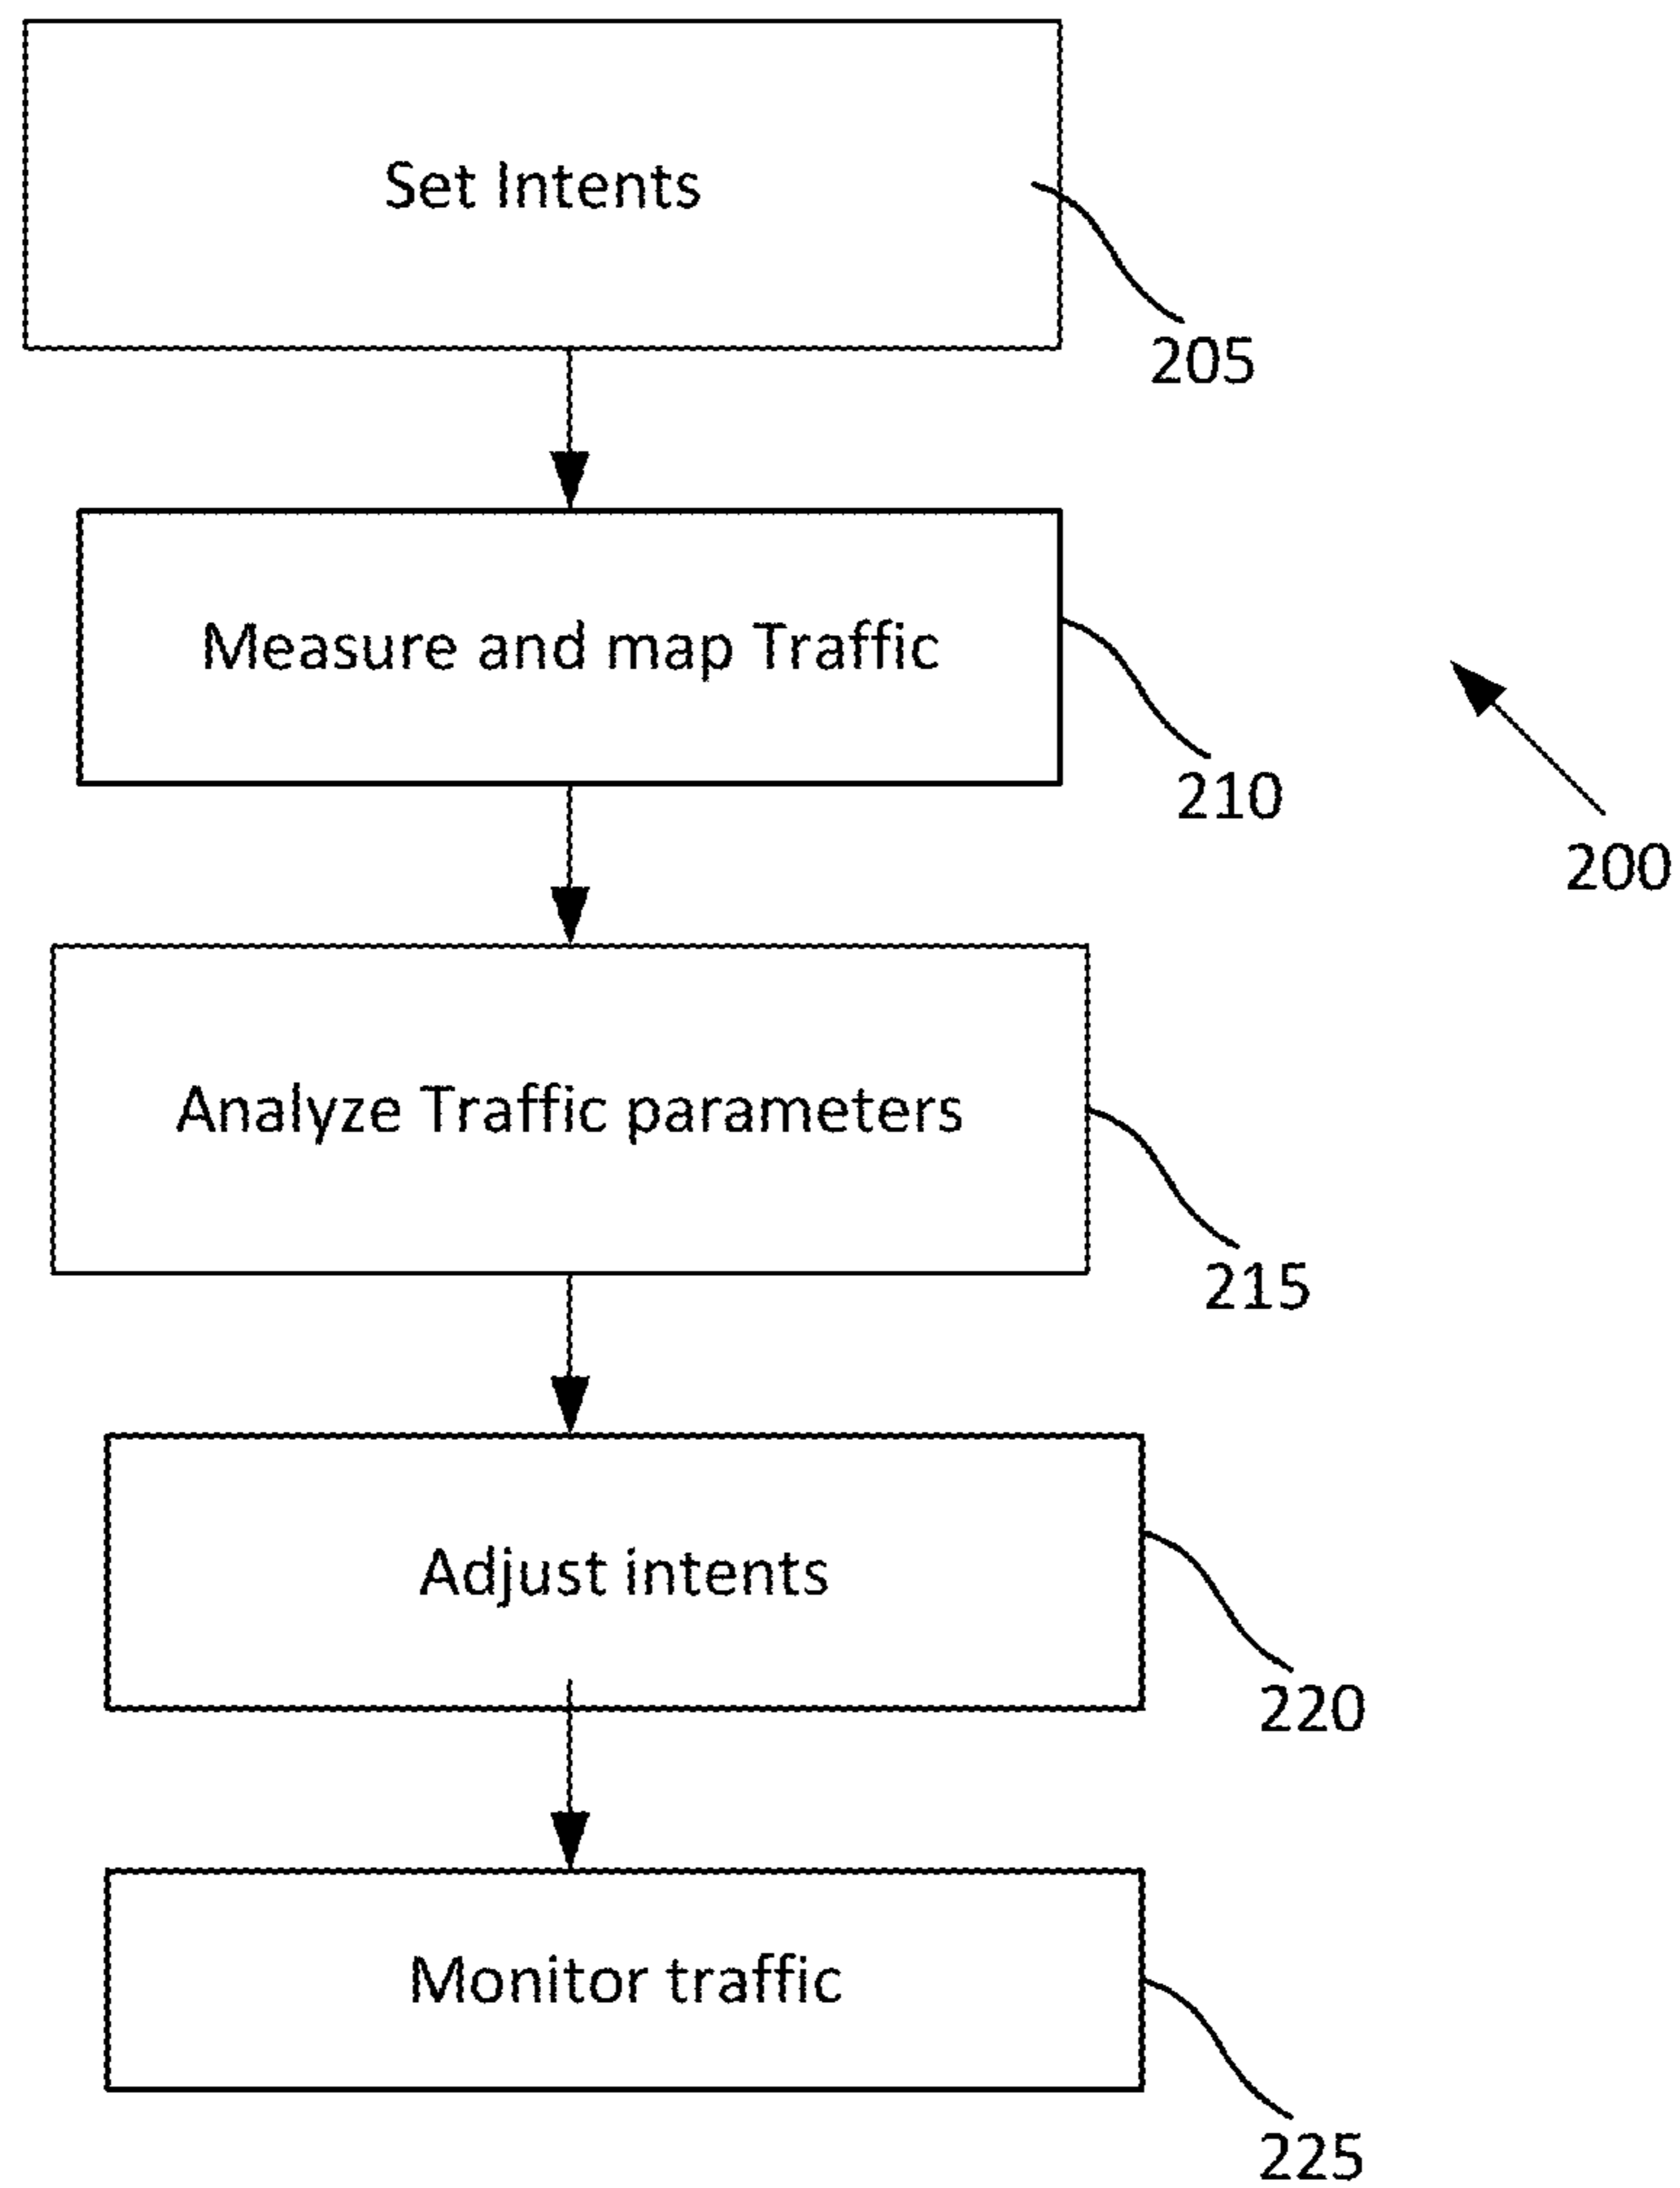 Set Intents
205
Measure and map Traffic
210
200
Analyze Traffic parameters
215
Adjust intents
220
Monitor traffic
225